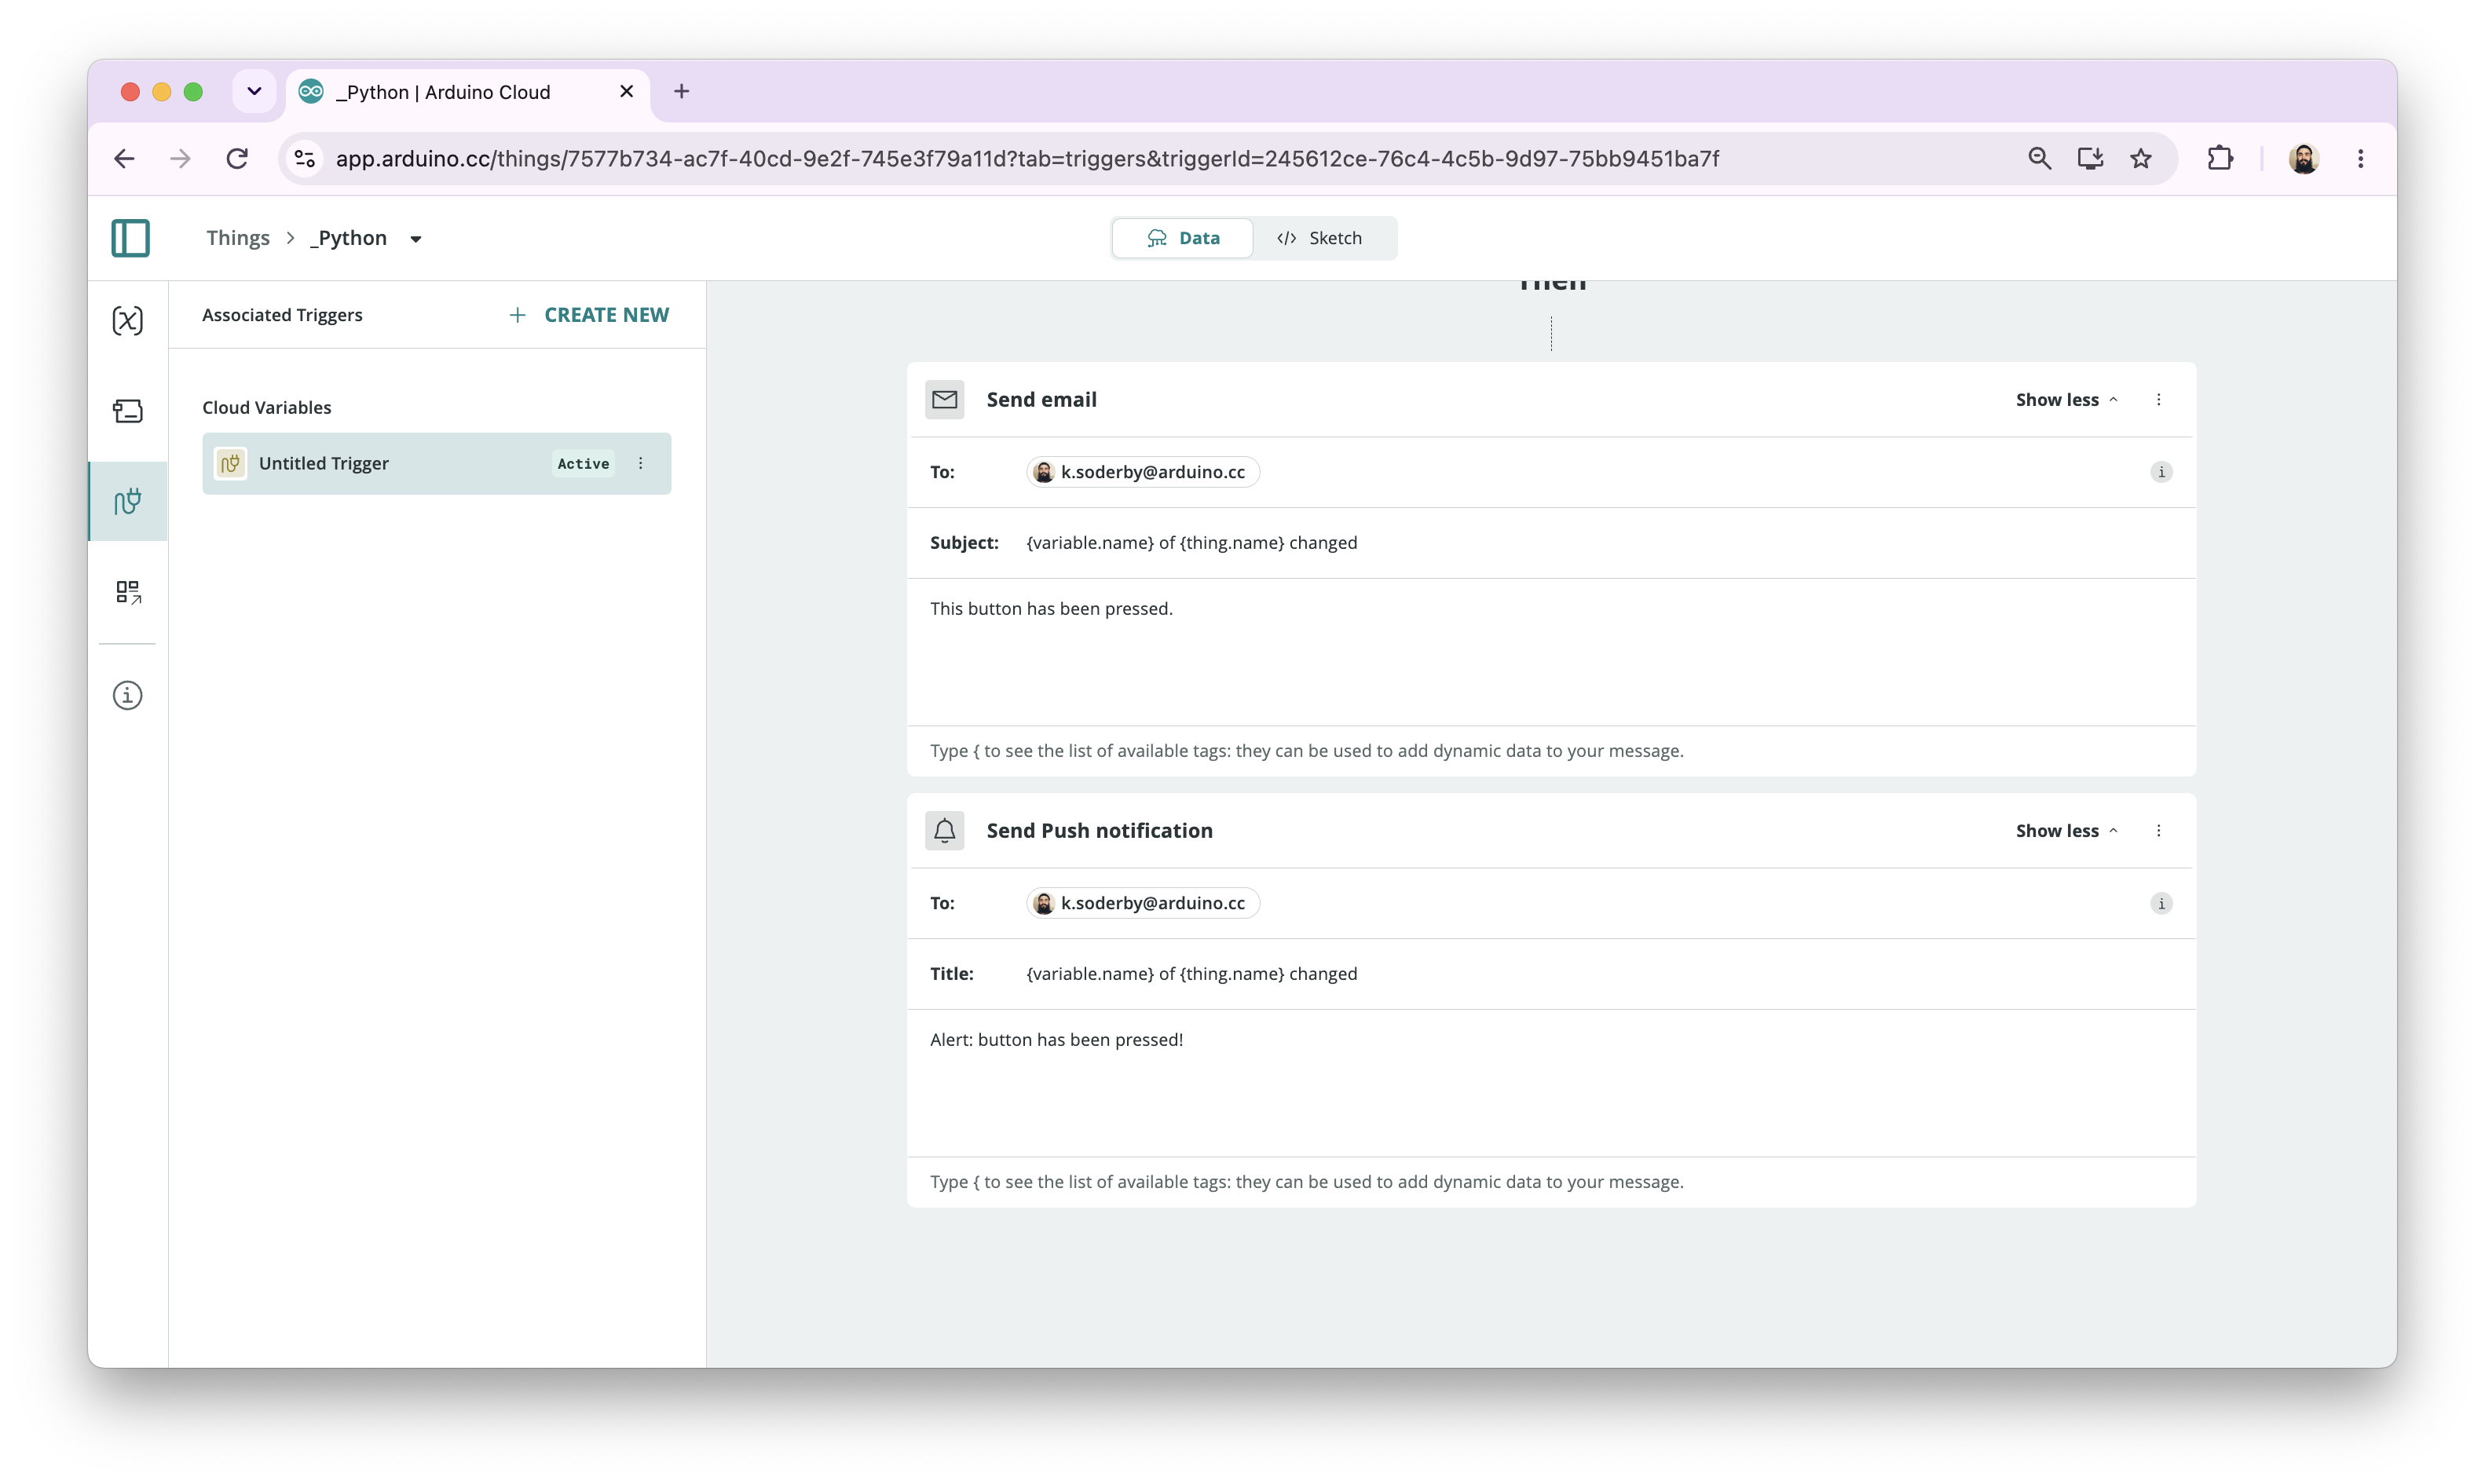 _Python | Arduino Cloud
app.arduino.cc/things/7577b734-ac7f-40cd-9e2f-745e3f79a11d?tab=triggers&triggerId=245612ce-76c4-4c5b-9d97-75bb9451ba7f
Things > _Python
Data
</> Sketch
Associated Triggers
+ CREATE NEW
Cloud Variables
Untitled Trigger
Active
Then
Send email
Show less
To: k.soderby@arduino.cc
Subject: {variable.name} of {thing.name} changed
This button has been pressed.
Type { to see the list of available tags: they can be used to add dynamic data to your message.
Send Push notification
Show less
To: k.soderby@arduino.cc
Title: {variable.name} of {thing.name} changed
Alert: button has been pressed!
Type { to see the list of available tags: they can be used to add dynamic data to your message.